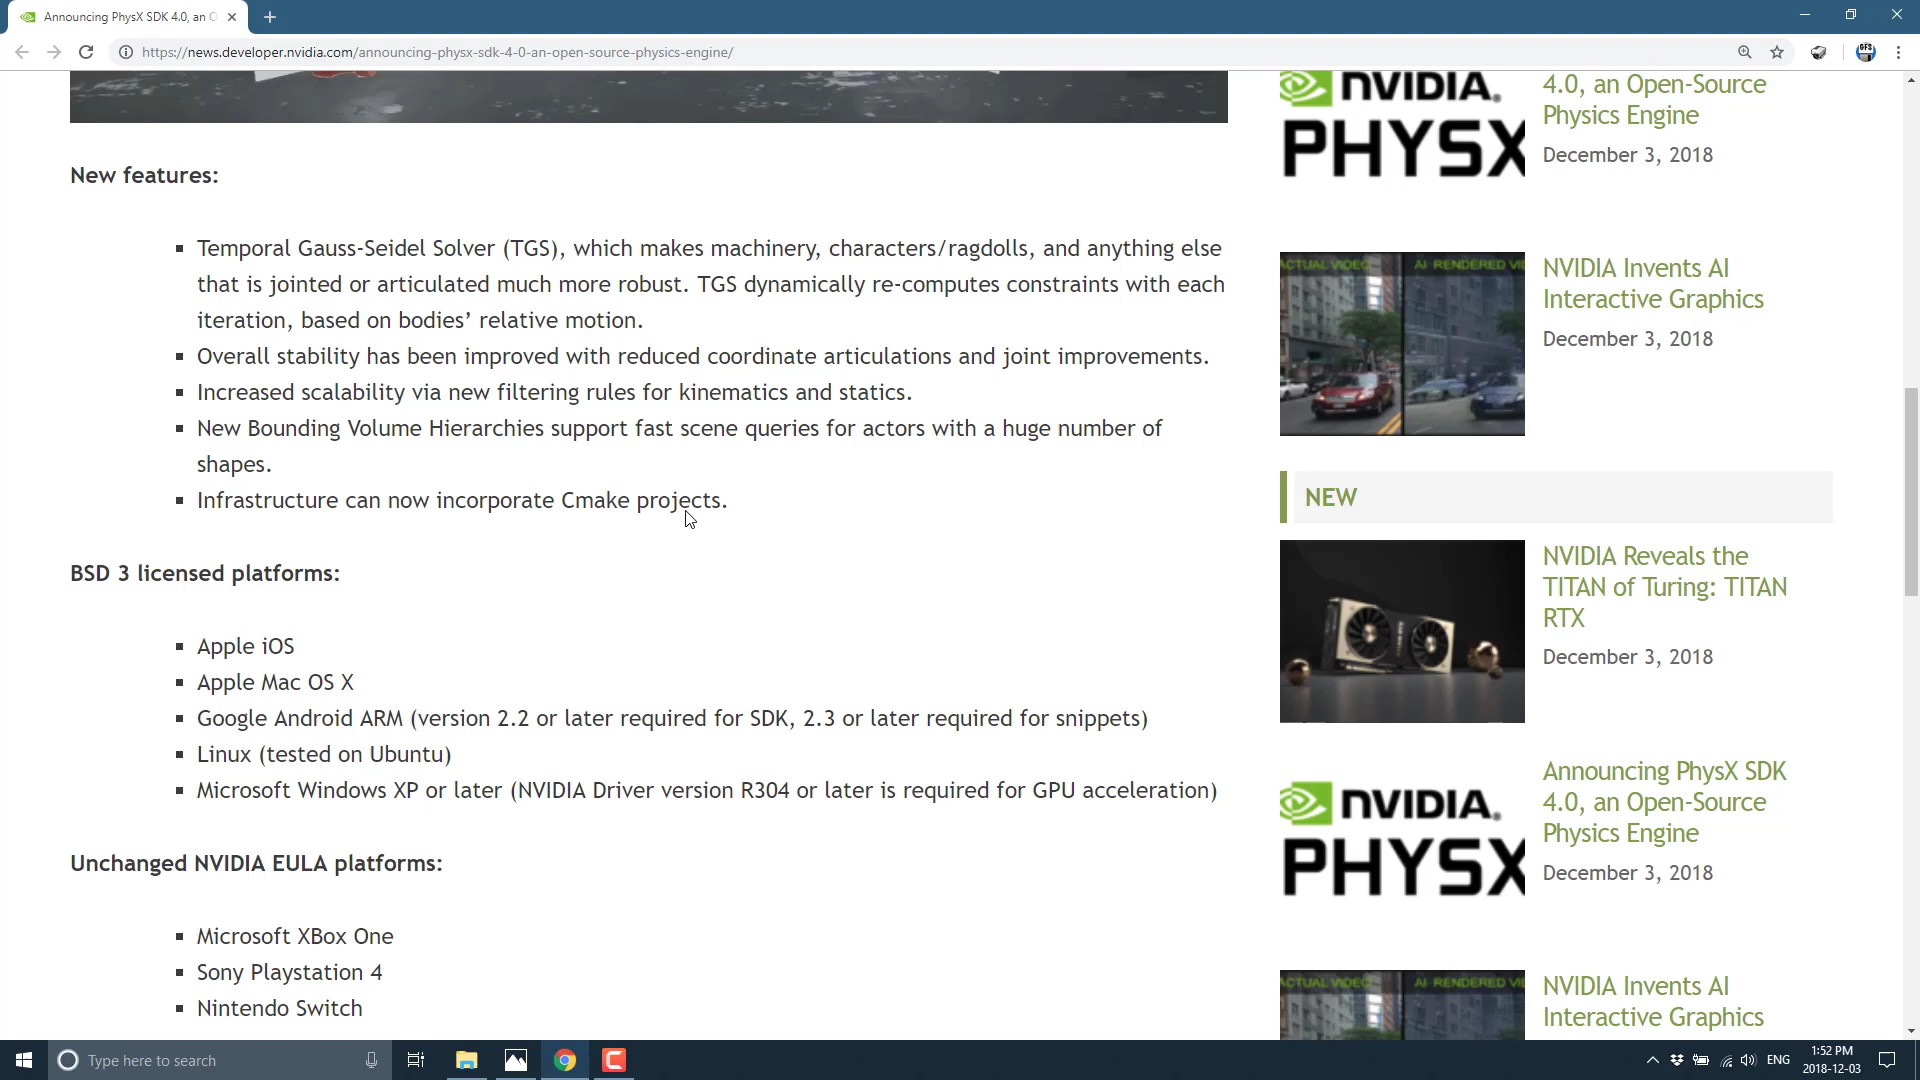 Announcing PhysX SDK 4.0, an O
https://news.developer.nvidia.com/announcing-physx-sdk-4-0-an-open-source-physics-engine/
GFS
New features:
Temporal Gauss-Seidel Solver (TGS), which makes machinery, characters/ragdolls, and anything else
that is jointed or articulated much more robust. TGS dynamically re-computes constraints with each
iteration, based on bodies’ relative motion.
Overall stability has been improved with reduced coordinate articulations and joint improvements.
Increased scalability via new filtering rules for kinematics and statics.
New Bounding Volume Hierarchies support fast scene queries for actors with a huge number of
shapes.
Infrastructure can now incorporate Cmake projects.
BSD 3 licensed platforms:
Apple iOS
Apple Mac OS X
Google Android ARM (version 2.2 or later required for SDK, 2.3 or later required for snippets)
Linux (tested on Ubuntu)
Microsoft Windows XP or later (NVIDIA Driver version R304 or later is required for GPU acceleration)
Unchanged NVIDIA EULA platforms:
Microsoft XBox One
Sony Playstation 4
Nintendo Switch
NVIDIA.
PHYSX
4.0, an Open-Source
Physics Engine
December 3, 2018
ACTUAL VIDEO
AI RENDERED VI
NVIDIA Invents AI
Interactive Graphics
December 3, 2018
NEW
NVIDIA Reveals the
TITAN of Turing: TITAN
RTX
December 3, 2018
NVIDIA.
PHYSX
Announcing PhysX SDK
4.0, an Open-Source
Physics Engine
December 3, 2018
ACTUAL VIDEO
AI RENDERED VI
NVIDIA Invents AI
Interactive Graphics
Type here to search
ENG
1:52 PM
2018-12-03